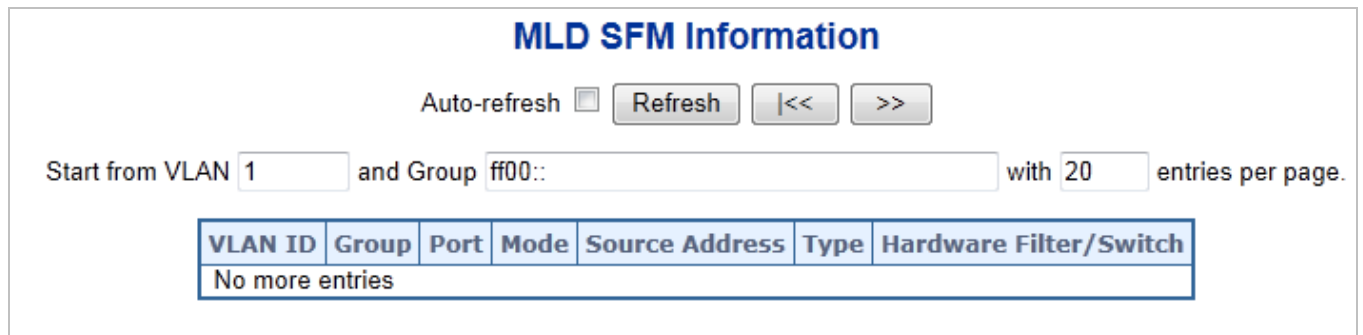 MLD SFM Information
Auto-refresh Refresh |<< >>
Start from VLAN 1 and Group ff00:: with 20 entries per page.
VLAN ID Group Port Mode Source Address Type Hardware Filter/Switch
No more entries